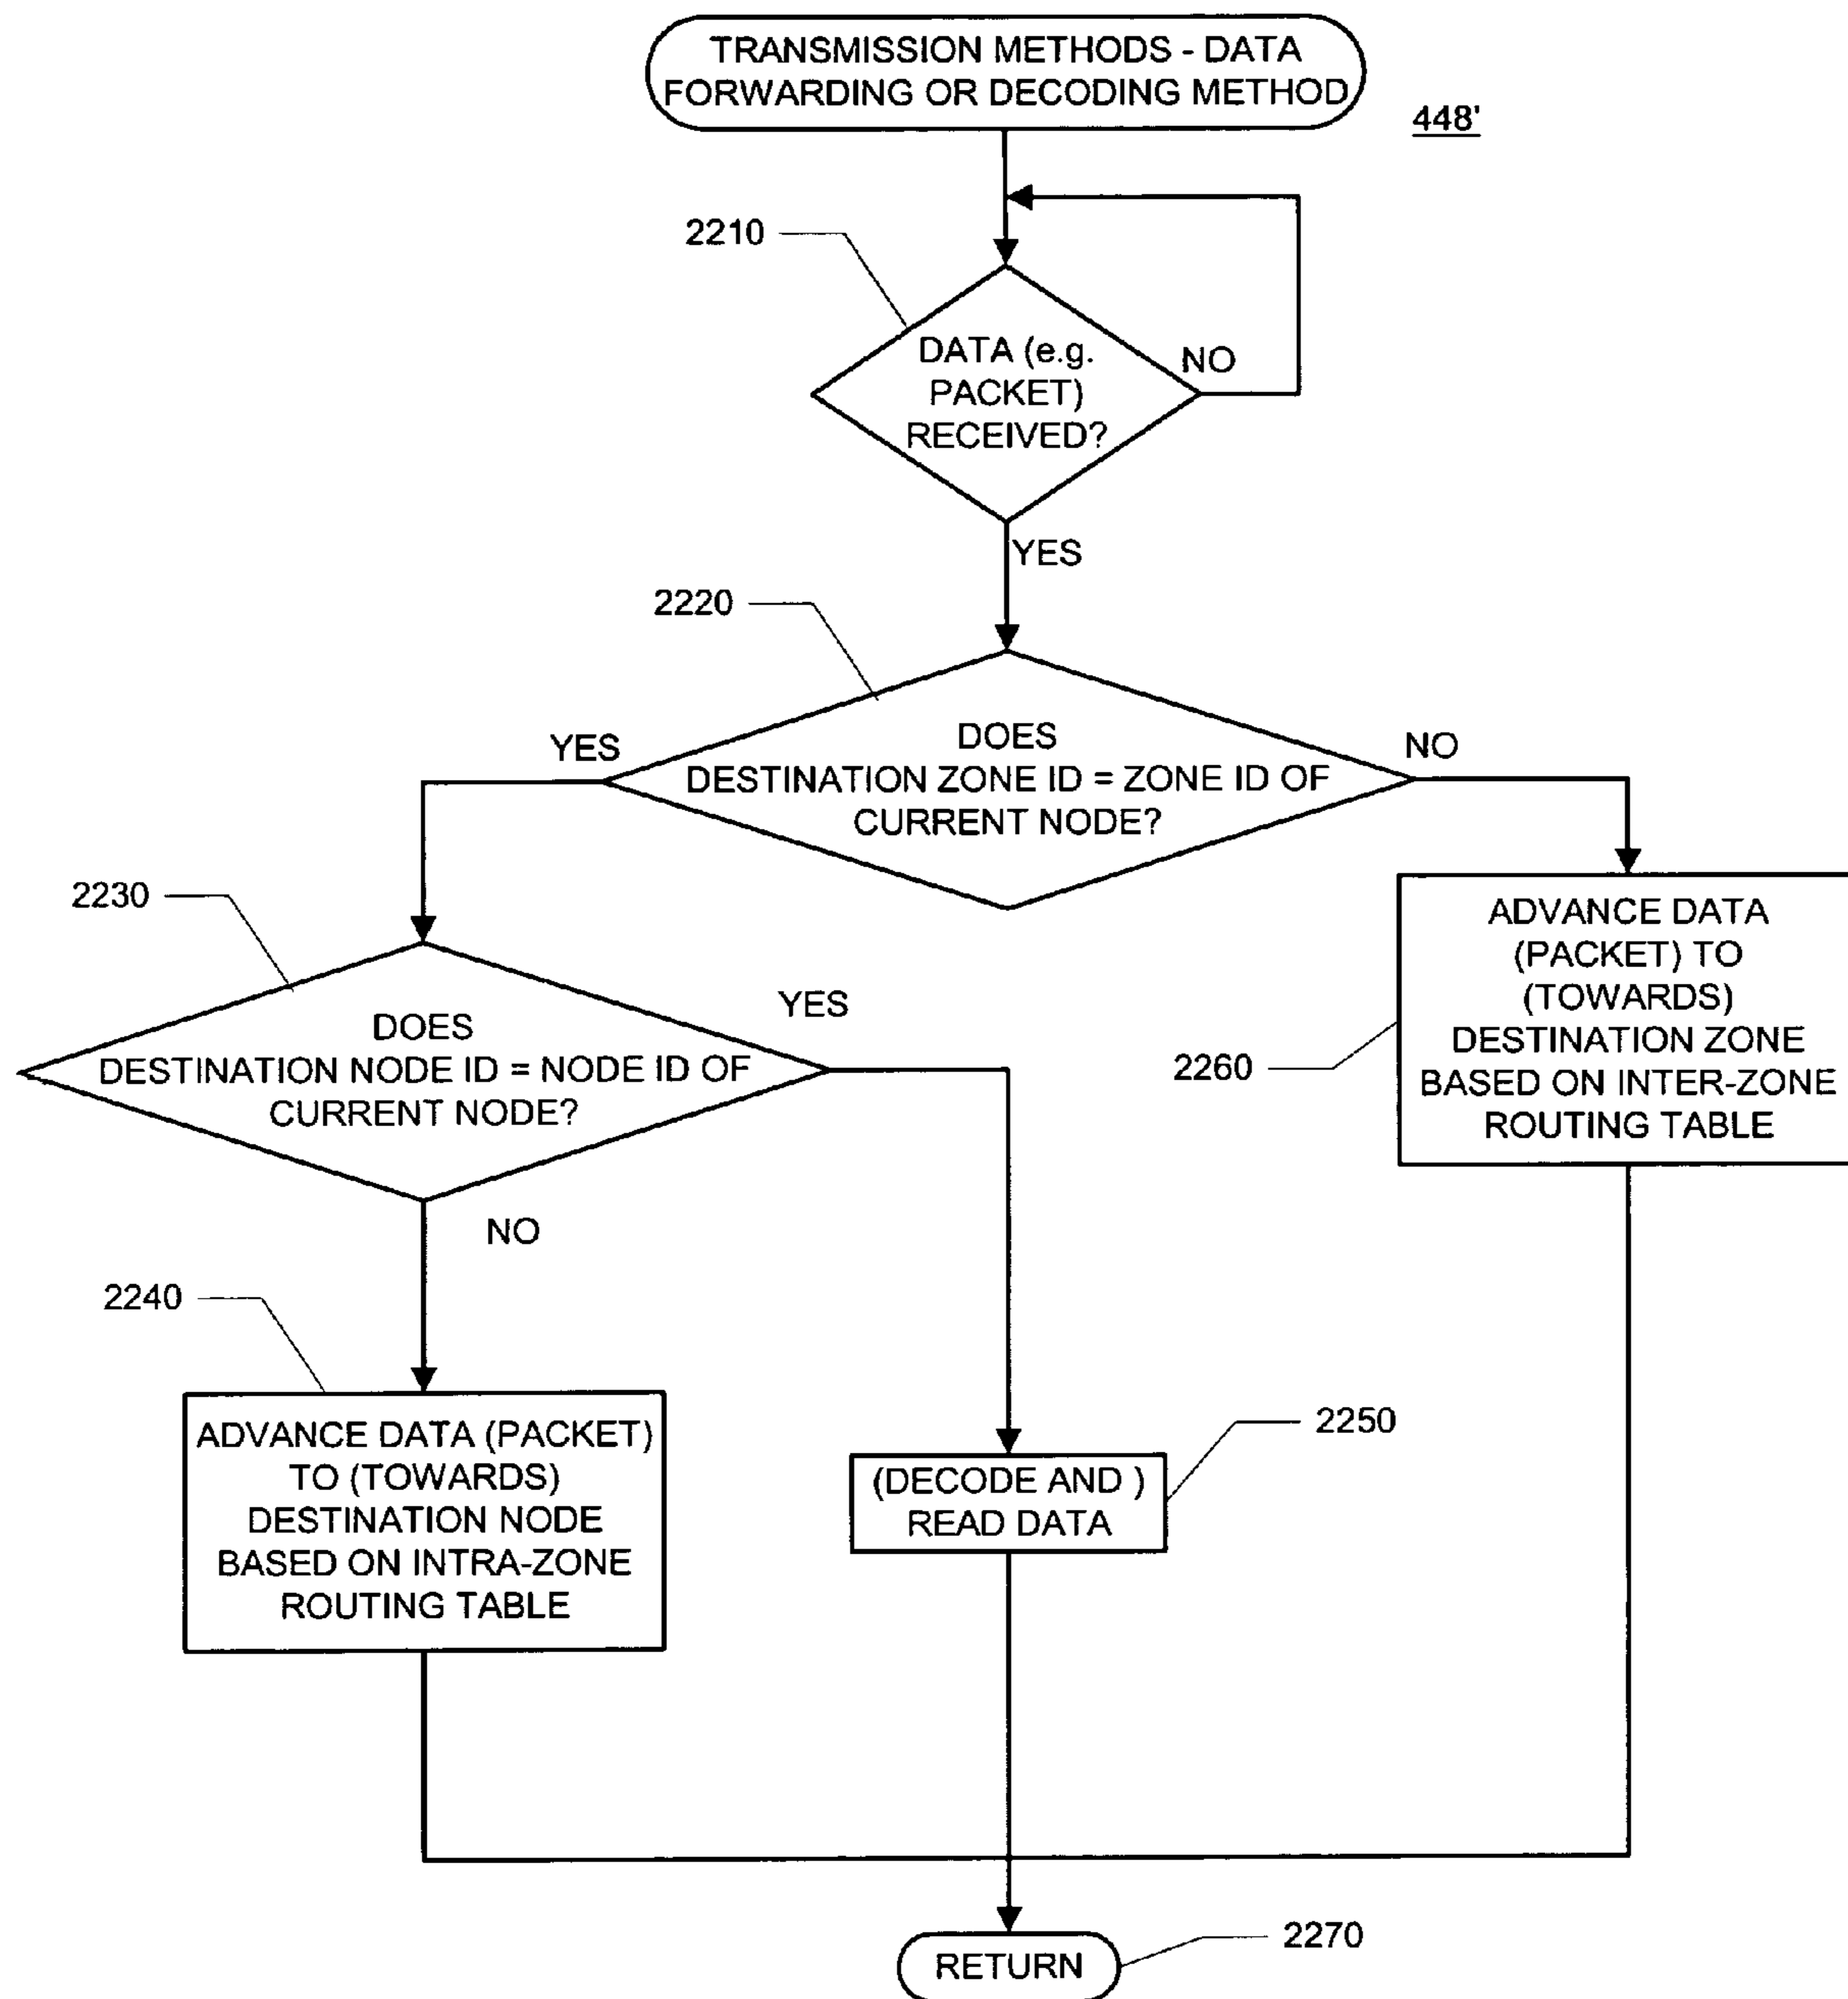 TRANSMISSION METHODS - DATA
FORWARDING OR DECODING METHOD
448'
2210
DATA (e.g.
PACKET)
RECEIVED?
NO
YES
2220
DOES
DESTINATION ZONE ID = ZONE ID OF
CURRENT NODE?
YES
NO
2230
DOES
DESTINATION NODE ID = NODE ID OF
CURRENT NODE?
YES
NO
2260
ADVANCE DATA
(PACKET) TO
(TOWARDS)
DESTINATION ZONE
BASED ON INTER-ZONE
ROUTING TABLE
2240
ADVANCE DATA (PACKET)
TO (TOWARDS)
DESTINATION NODE
BASED ON INTRA-ZONE
ROUTING TABLE
2250
(DECODE AND )
READ DATA
RETURN
2270